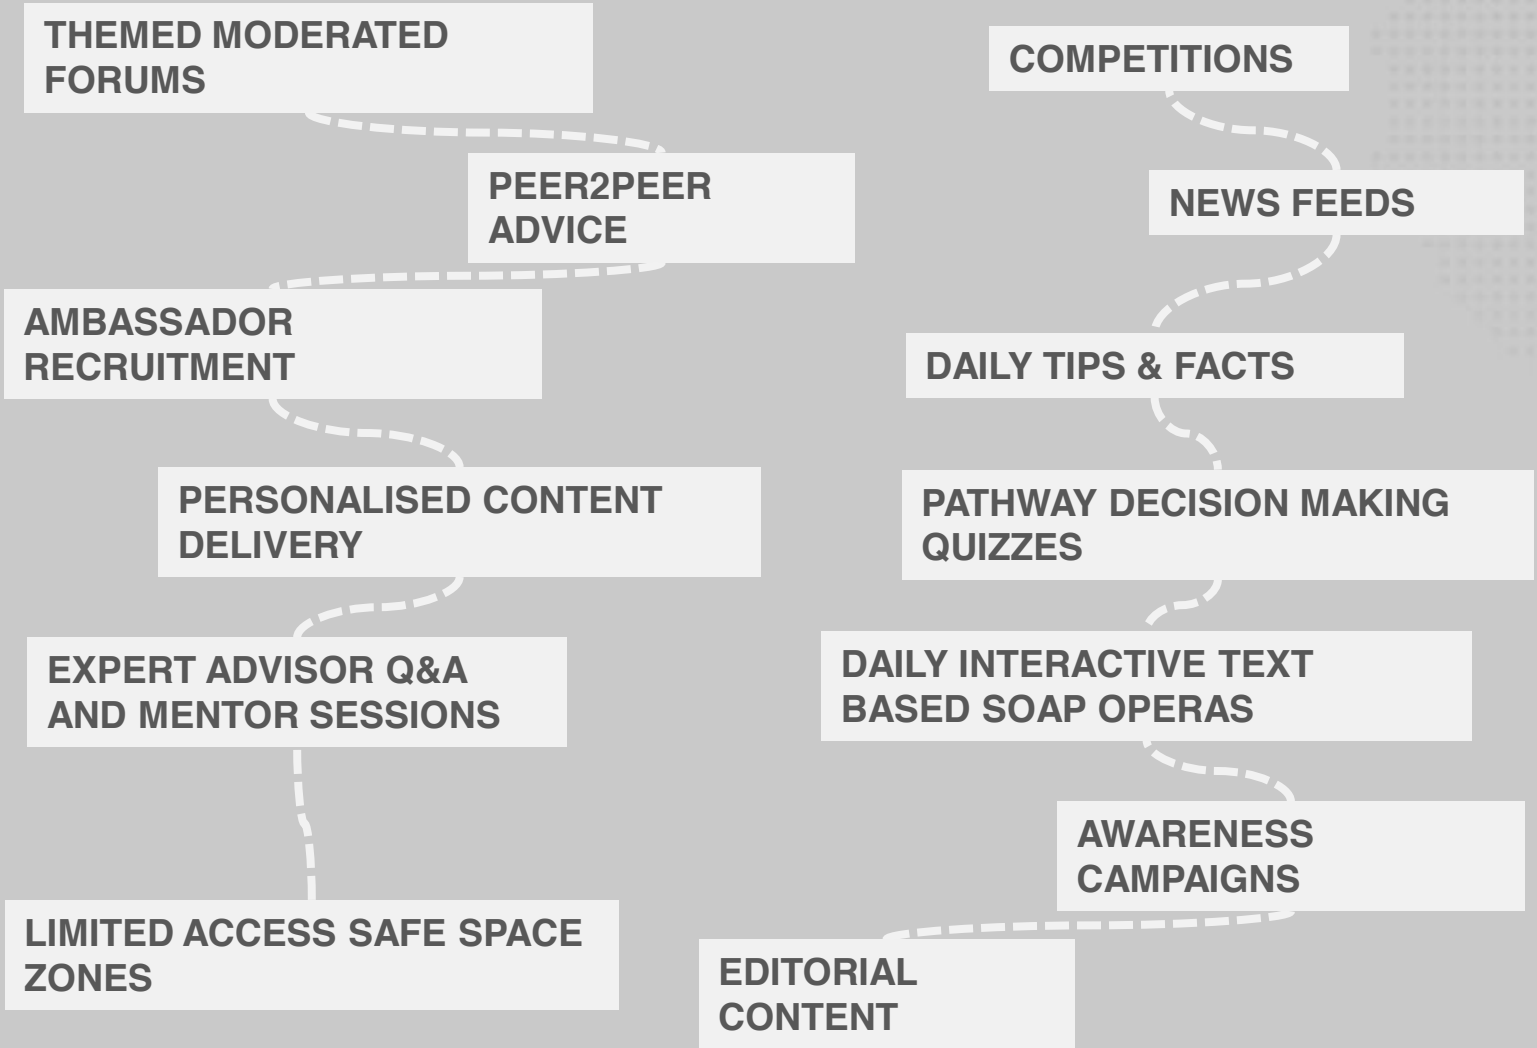 THEMED MODERATED
FORUMS
PEER2PEER
ADVICE
AMBASSADOR
RECRUITMENT
PERSONALISED CONTENT
DELIVERY
EXPERT ADVISOR Q&A
AND MENTOR SESSIONS
LIMITED ACCESS SAFE SPACE
ZONES
COMPETITIONS
NEWS FEEDS
DAILY TIPS & FACTS
PATHWAY DECISION MAKING
QUIZZES
DAILY INTERACTIVE TEXT
BASED SOAP OPERAS
AWARENESS
CAMPAIGNS
EDITORIAL
CONTENT